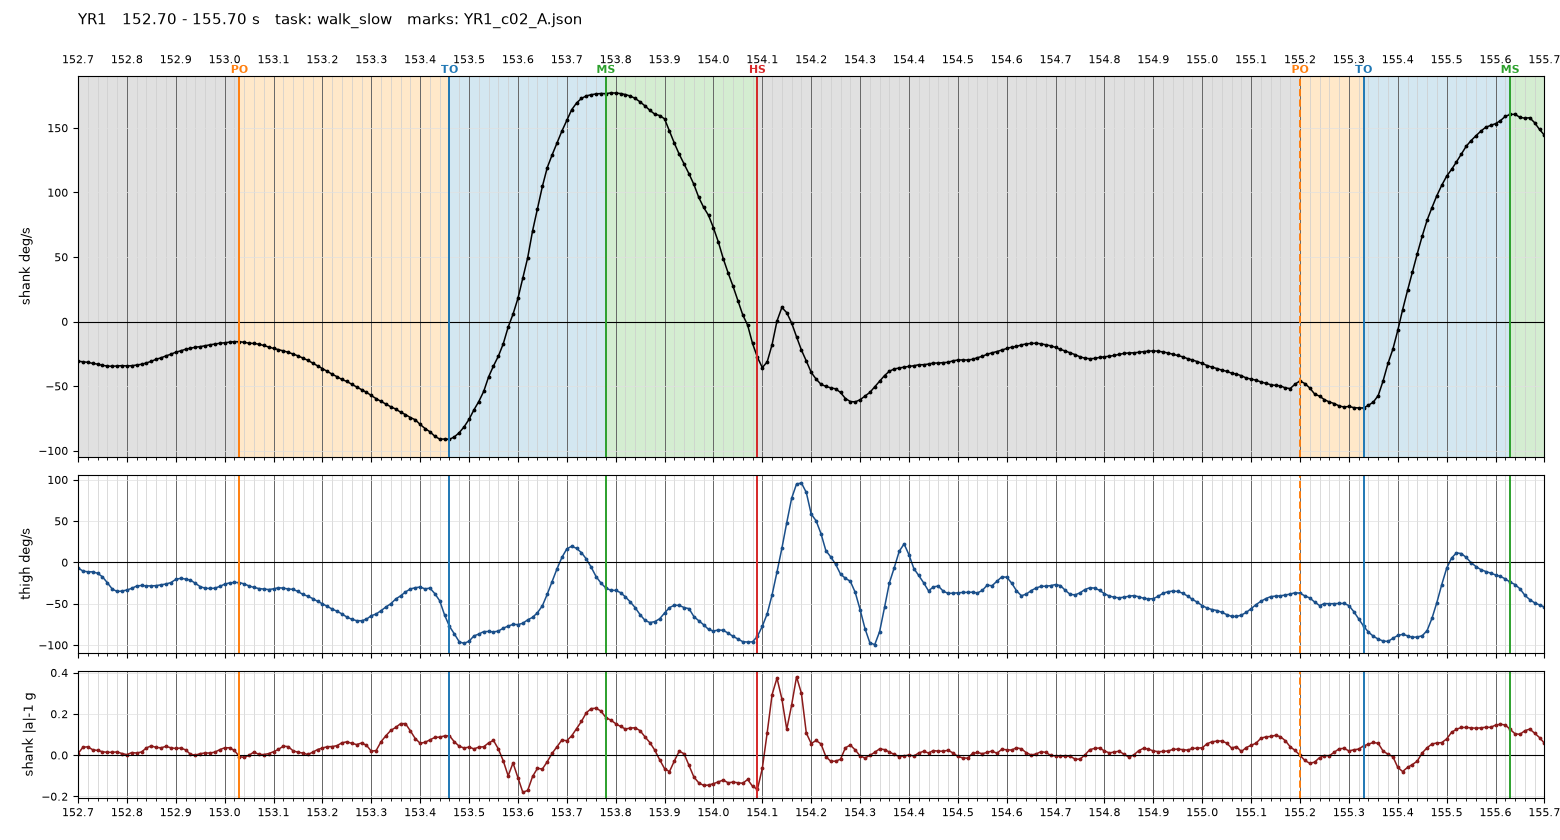 YR1   152.70 - 155.70 s   task: walk_slow   marks: YR1_c02_A.json
152.7 152.8 152.9 153.0 153.1 153.2 153.3 153.4 153.5 153.6 153.7 153.8 153.9 154.0 154.1 154.2 154.3 154.4 154.5 154.6 154.7 154.8 154.9 155.0 155.1 155.2 155.3 155.4 155.5 155.6 155.7
PO TO MS HS PO TO MS
shank deg/s
150
100
50
0
−50
−100
thigh deg/s
100
50
0
−50
−100
shank |a|-1 g
0.4
0.2
0.0
−0.2
152.7 152.8 152.9 153.0 153.1 153.2 153.3 153.4 153.5 153.6 153.7 153.8 153.9 154.0 154.1 154.2 154.3 154.4 154.5 154.6 154.7 154.8 154.9 155.0 155.1 155.2 155.3 155.4 155.5 155.6 155.7